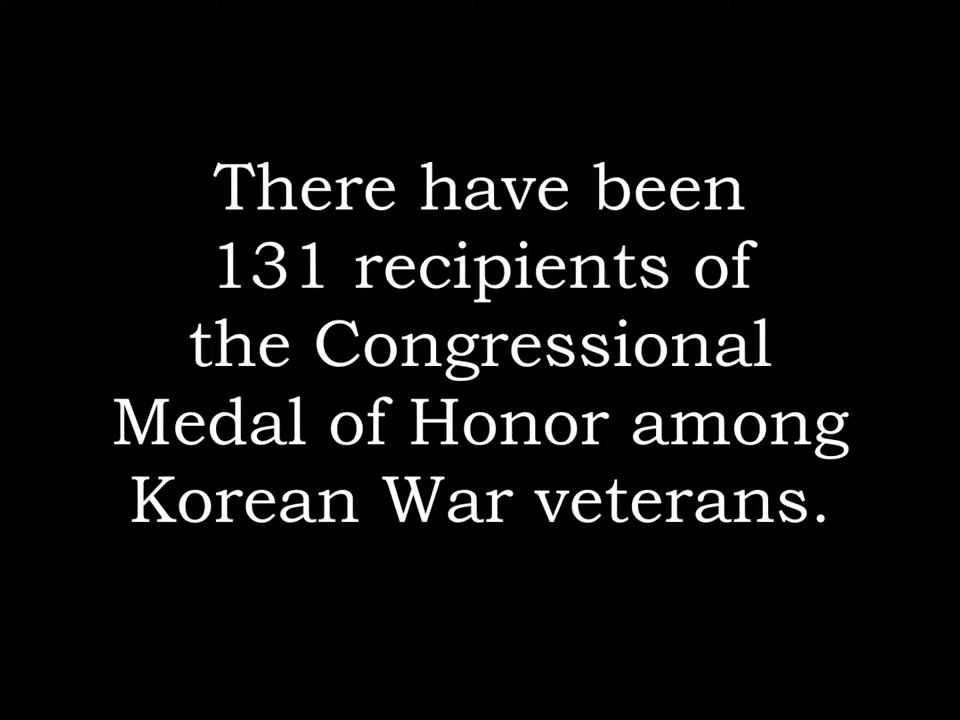 There have been
131 recipients of
the Congressional
Medal of Honor among
Korean War veterans.